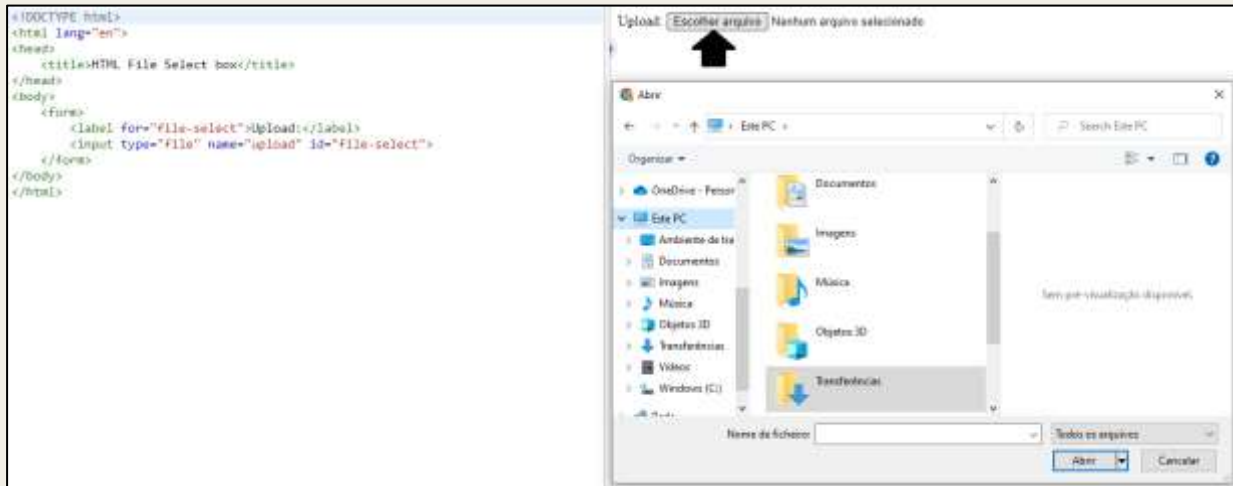 <!DOCTYPE html>
<html lang="en">
<head>
<title>HTML File Select box</title>
</head>
<body>
<form>
<label for="file-select">Upload:</label>
<input type="file" name="upload" id="file-select">
</form>
</body>
</html>
Upload: Escolher arquivo Nenhum arquivo selecionado
Abrir
Este PC
Search Este PC
Organizar
OneDrive - Person
Este PC
Ambiente de tra
Documentos
Imagens
Música
Objetos 3D
Transferências
Vídeos
Windows (C:)
Documentos
Imagens
Música
Objetos 3D
Transferências
Sem pré-visualização disponível.
Nome de ficheiro:
Todos os arquivos
Abrir
Cancelar